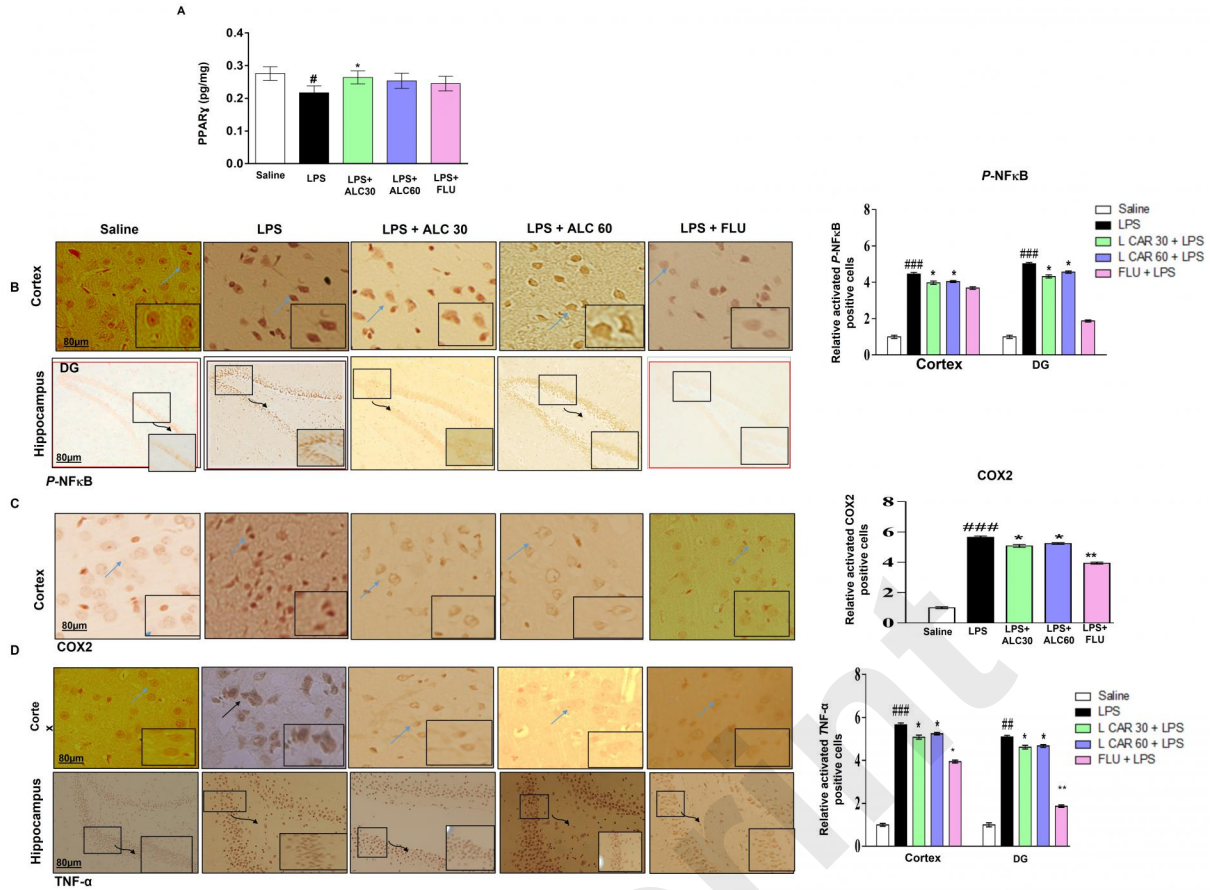 A
PPARɣ (pg/mg)
0.4
0.3
0.2
0.1
0.0
#
*
Saline
LPS
LPS+
ALC30
LPS+
ALC60
LPS+
FLU
B
Saline
LPS
LPS + ALC 30
LPS + ALC 60
LPS + FLU
Cortex
80µm
Hippocampus
DG
80µm
P-NFκB
P-NFκB
Relative activated P-NFκB
positive cells
8
6
4
2
0
###
*
*
###
*
*
Cortex
DG
Saline
LPS
L CAR 30 + LPS
L CAR 60 + LPS
FLU + LPS
C
Cortex
80µm
COX2
COX2
Relative activated COX2
positive cells
8
6
4
2
0
###
*
*
**
Saline
LPS
LPS+
ALC30
LPS+
ALC60
LPS+
FLU
D
Corte
x
80µm
Hippocampus
80µm
TNF-α
Relative activated TNF-α
positive cells
8
6
4
2
0
###
*
*
*
##
*
*
**
Cortex
DG
Saline
LPS
L CAR 30 + LPS
L CAR 60 + LPS
FLU + LPS